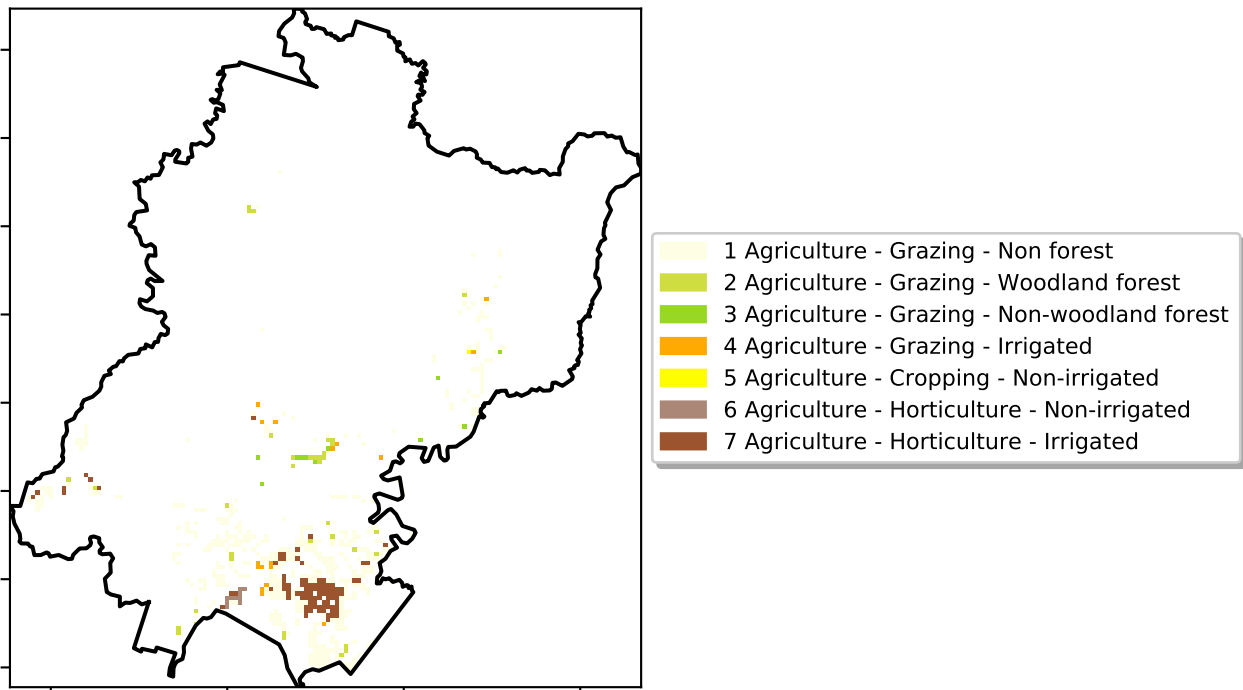 1 Agriculture - Grazing - Non forest
2 Agriculture - Grazing - Woodland forest
3 Agriculture - Grazing - Non-woodland forest
4 Agriculture - Grazing - Irrigated
5 Agriculture - Cropping - Non-irrigated
6 Agriculture - Horticulture - Non-irrigated
7 Agriculture - Horticulture - Irrigated